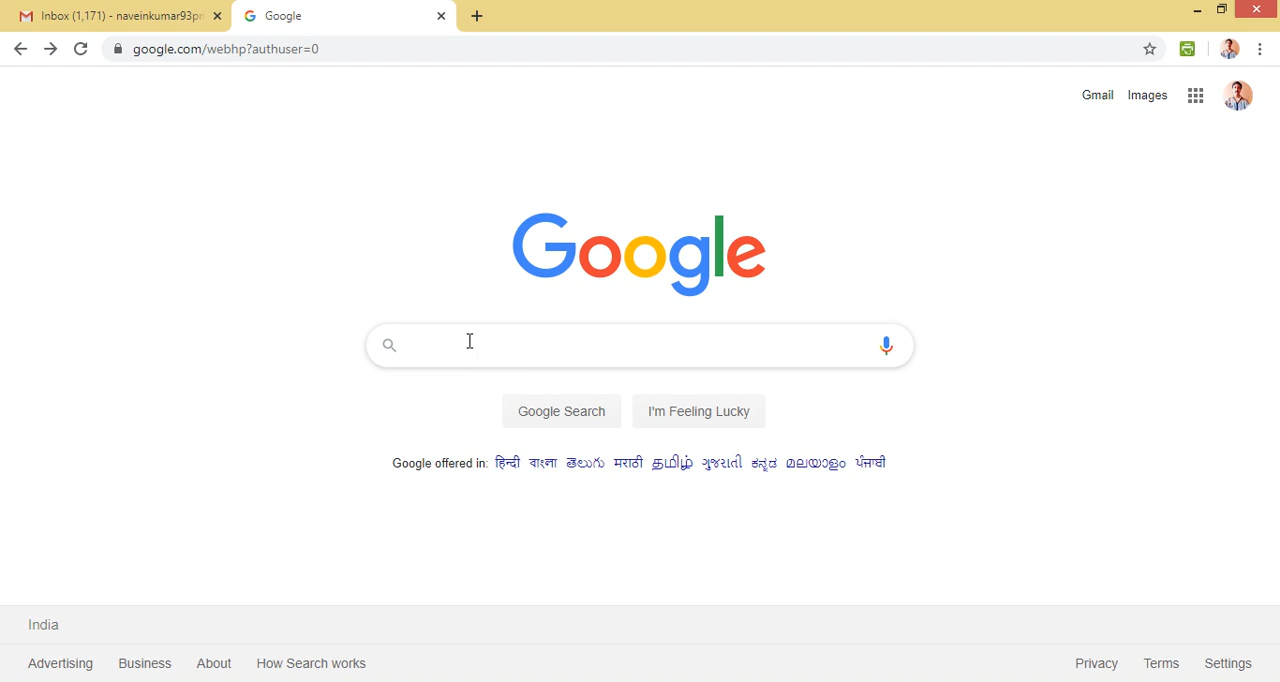 Inbox (1,171) - naveinkumar93pr
Google
google.com/webhp?authuser=0
Gmail Images
Google
Google Search I'm Feeling Lucky
Google offered in: हिन्दी বাংলা తెలుగు मराठी தமிழ் ગુજરાતી ಕನ್ನಡ മലയാളം ਪੰਜਾਬੀ
India
Advertising Business About How Search works Privacy Terms Settings